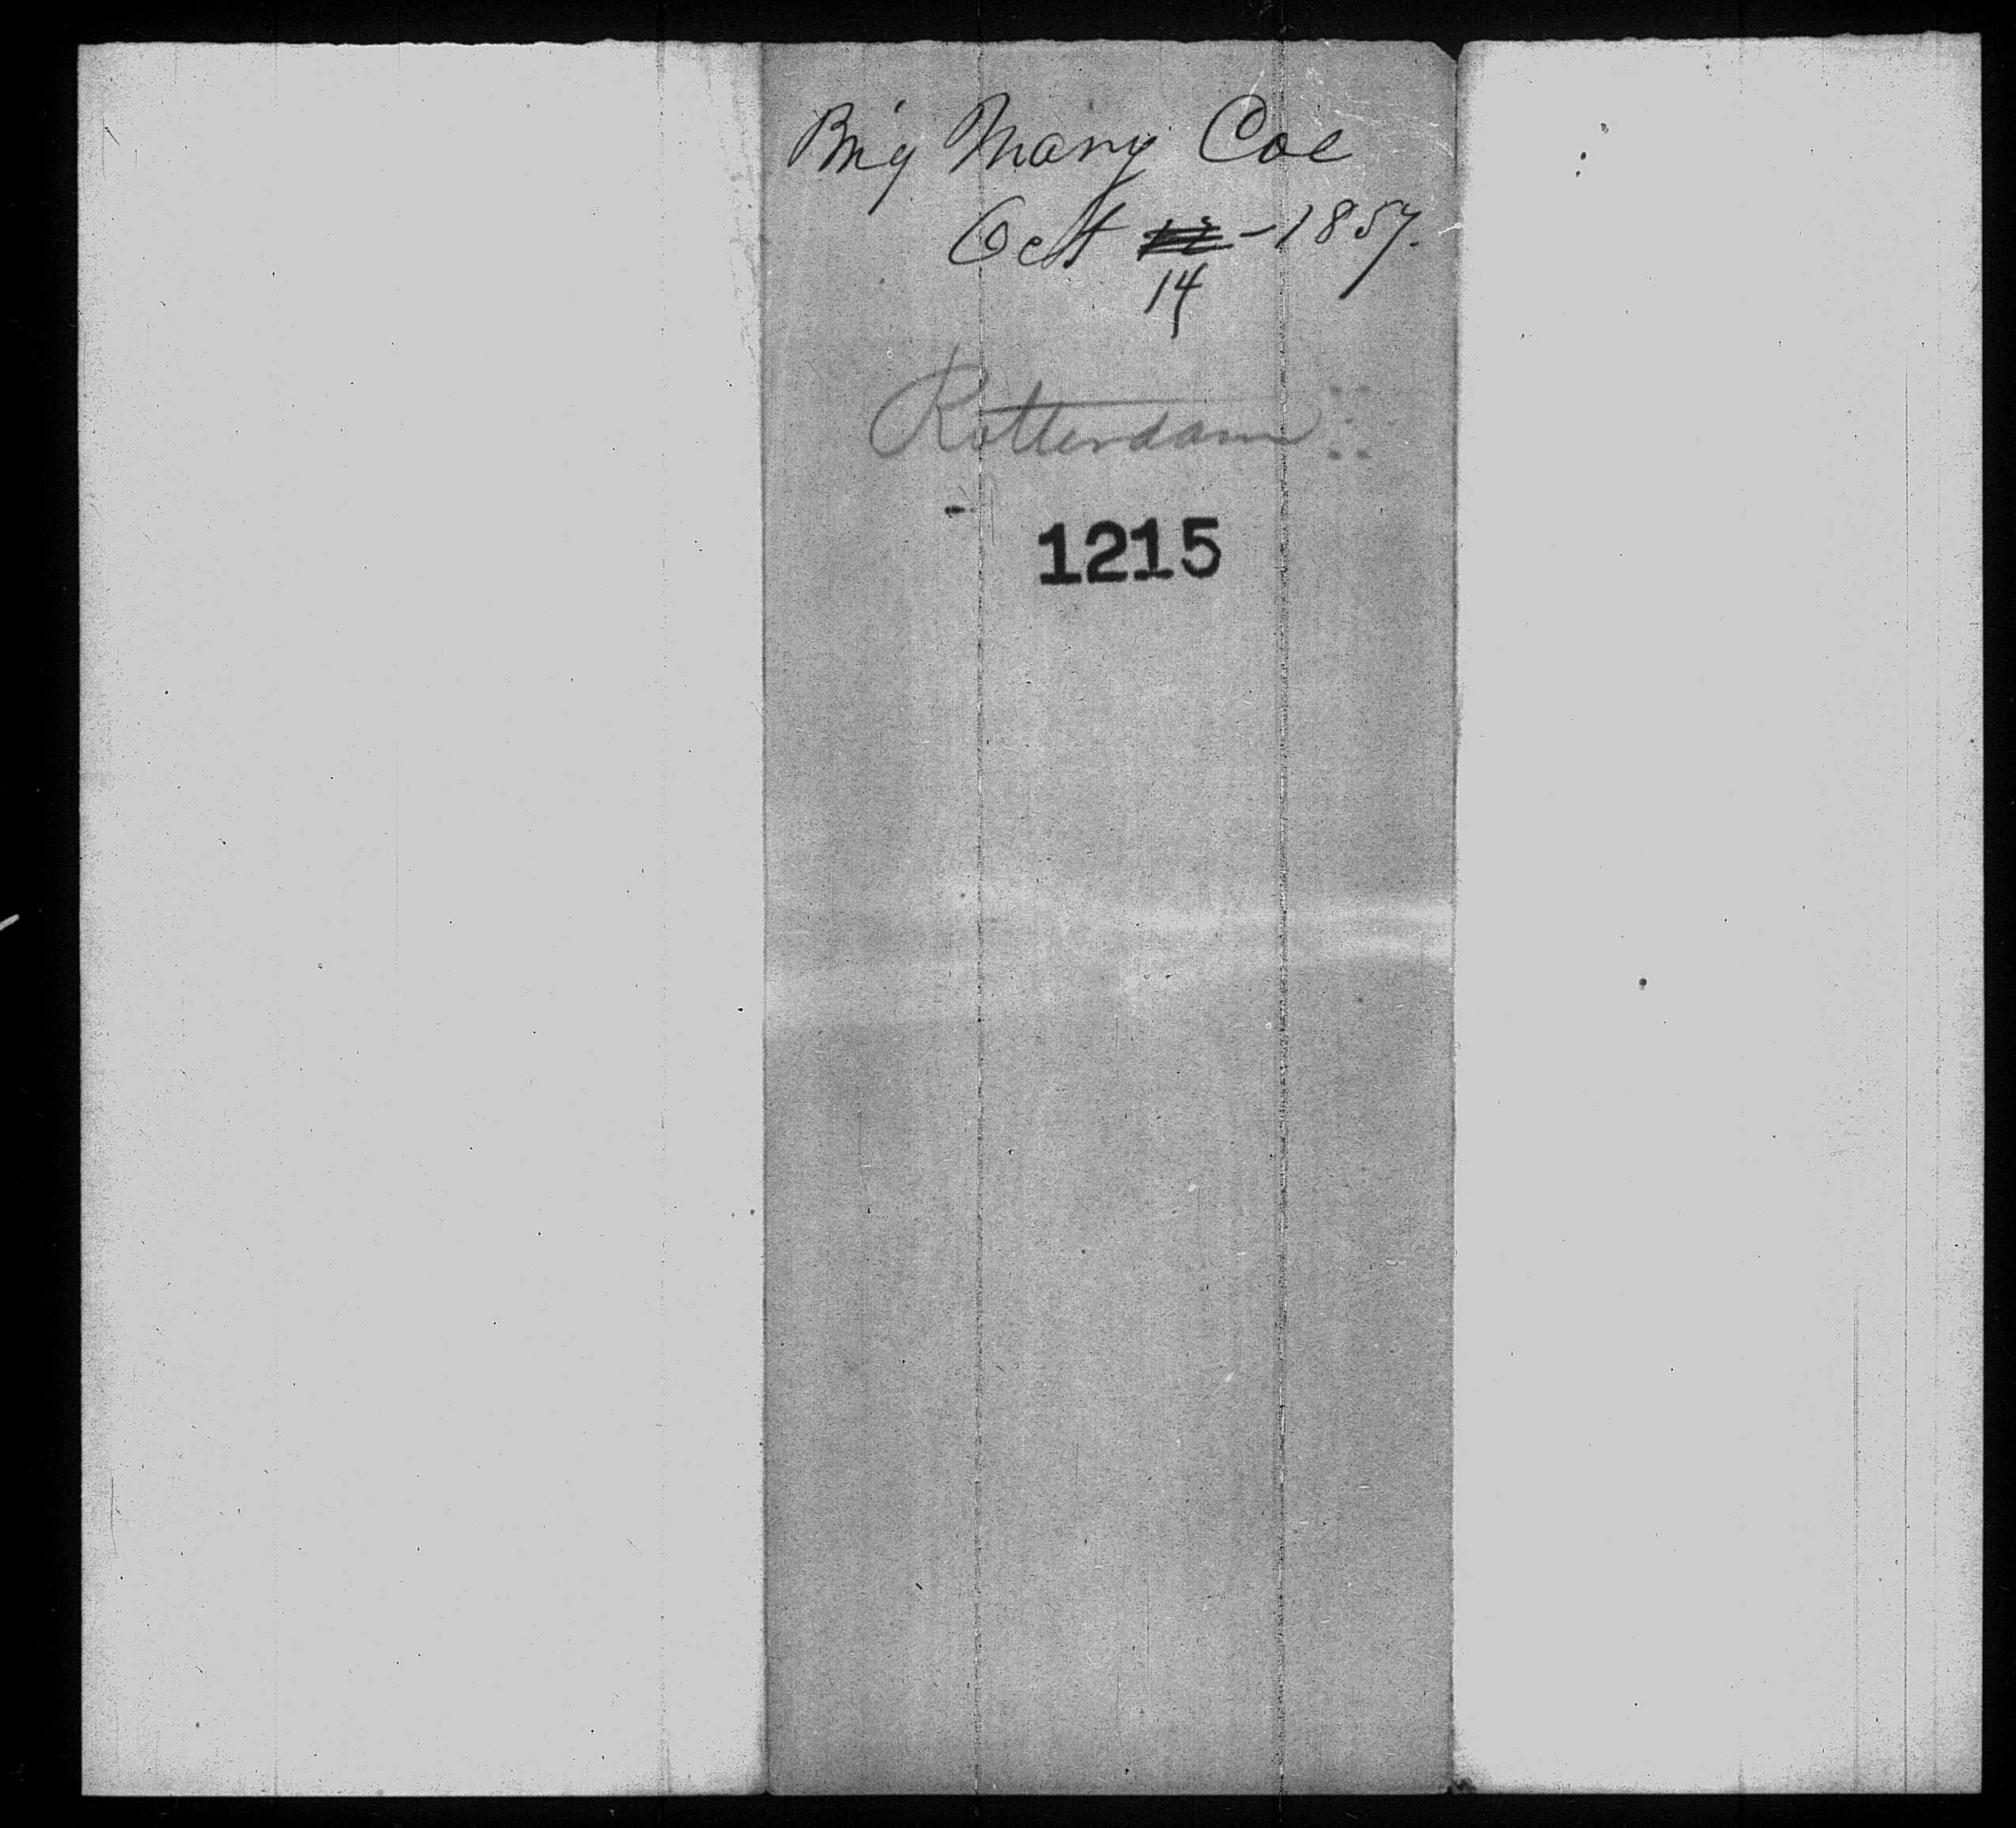 Brig Mary Coe
Oct - 1857.
14
Rotterdam
1215